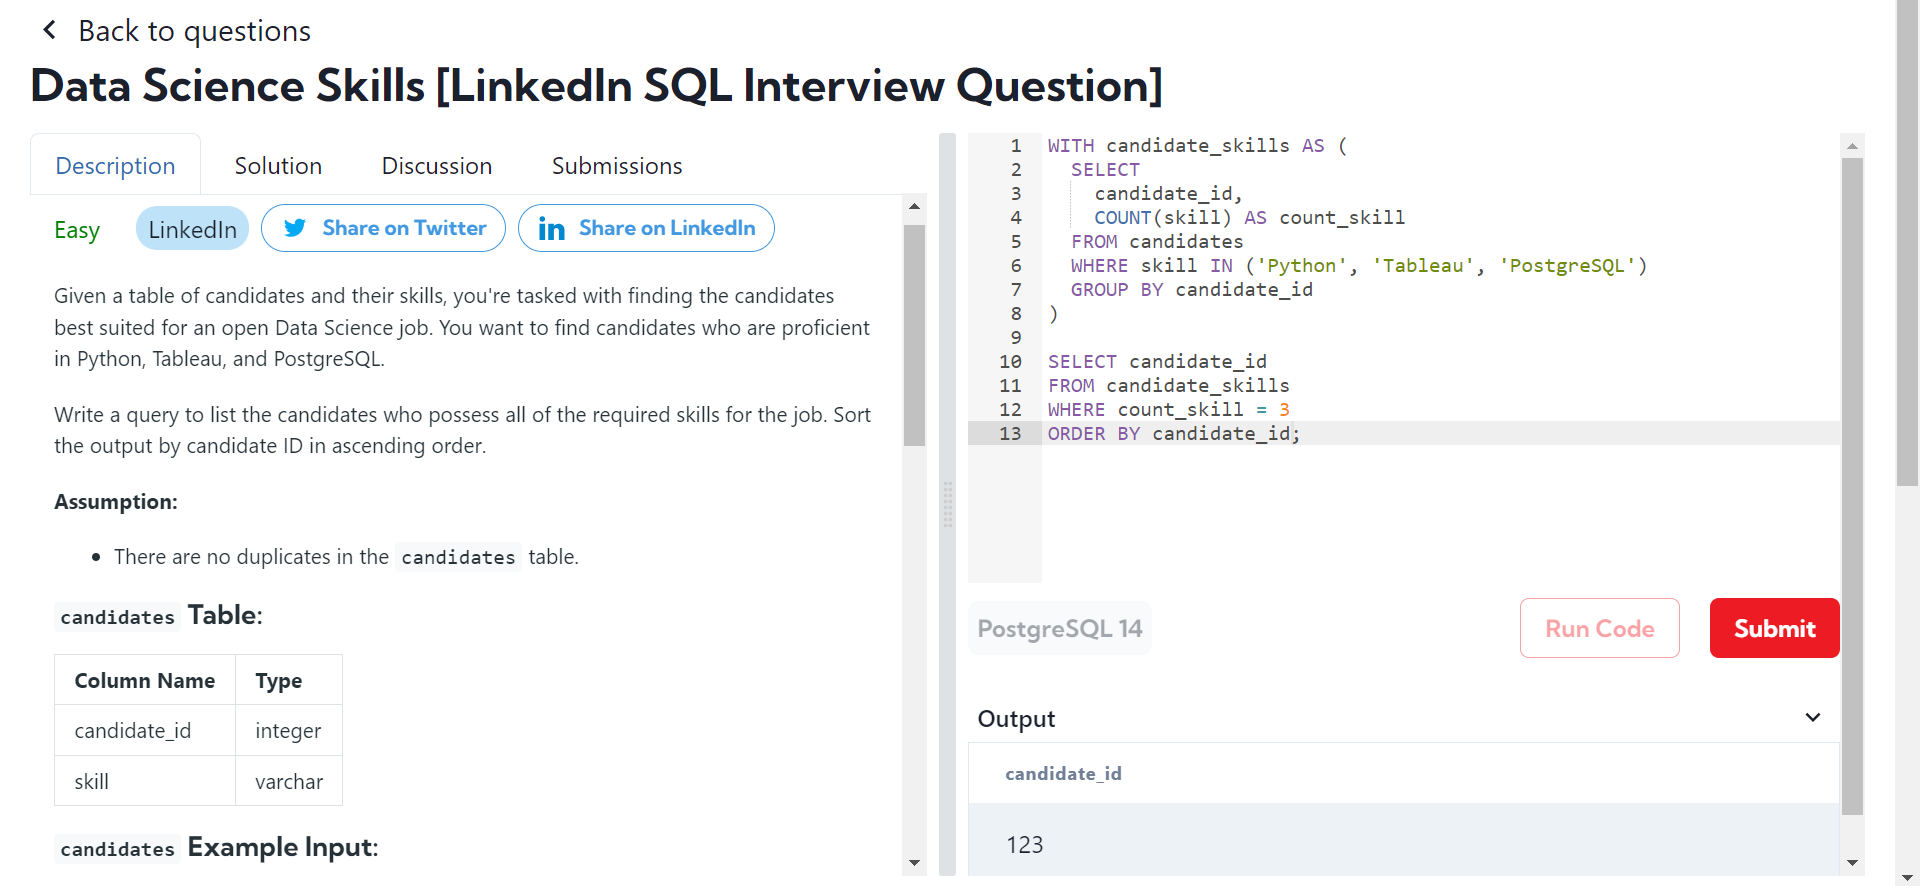 Back to questions
Data Science Skills [LinkedIn SQL Interview Question]
Description Solution Discussion Submissions
Easy LinkedIn Share on Twitter Share on LinkedIn
Given a table of candidates and their skills, you're tasked with finding the candidates
best suited for an open Data Science job. You want to find candidates who are proficient
in Python, Tableau, and PostgreSQL.
Write a query to list the candidates who possess all of the required skills for the job. Sort
the output by candidate ID in ascending order.
Assumption:
• There are no duplicates in the candidates table.
candidates Table:
Column Name Type
candidate_id integer
skill varchar
candidates Example Input:
1 WITH candidate_skills AS (
2 SELECT
3 candidate_id,
4 COUNT(skill) AS count_skill
5 FROM candidates
6 WHERE skill IN ('Python', 'Tableau', 'PostgreSQL')
7 GROUP BY candidate_id
8 )
9
10 SELECT candidate_id
11 FROM candidate_skills
12 WHERE count_skill = 3
13 ORDER BY candidate_id;
PostgreSQL 14 Run Code Submit
Output
candidate_id
123